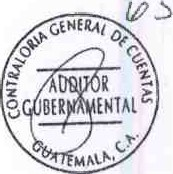 CONTRALORIA GENERAL DE CUENTAS
AUDITOR
GUBERNAMENTAL
GUATEMALA, C.A.